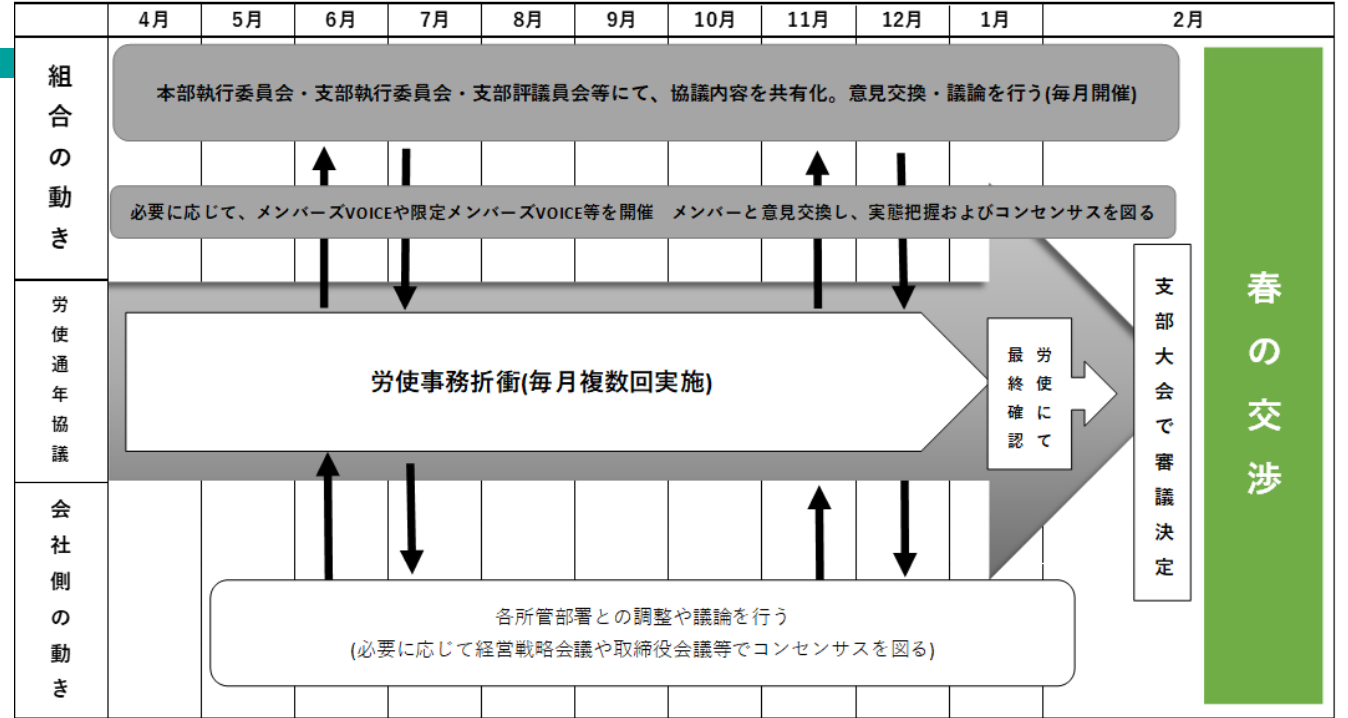 4月 5月 6月 7月 8月 9月 10月 11月 12月 1月 2月
組合の動き
本部執行委員会・支部執行委員会・支部評議員会等にて、協議内容を共有化。意見交換・議論を行う(毎月開催)
必要に応じて、メンバーズVOICEや限定メンバーズVOICE等を開催　メンバーと意見交換し、実態把握およびコンセンサスを図る
労使通年協議
労使事務折衝(毎月複数回実施)
労使にて
最終確認
支部大会で審議決定
春の交渉
会社側の動き
各所管部署との調整や議論を行う
(必要に応じて経営戦略会議や取締役会議等でコンセンサスを図る)